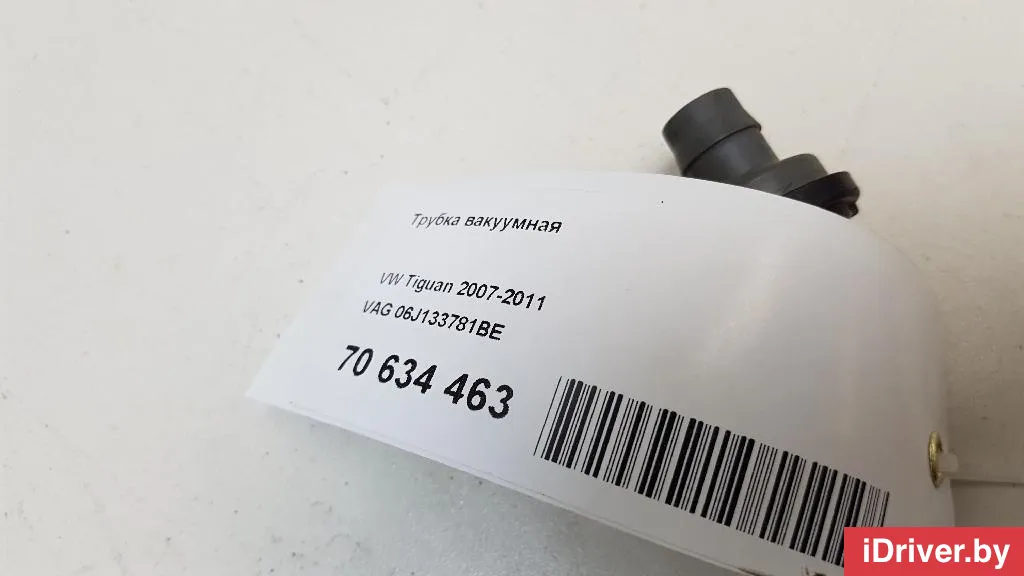 Трубка вакуумная
VW Tiguan 2007-2011
VAG 06J133781BE
70 634 463
iDriver.by